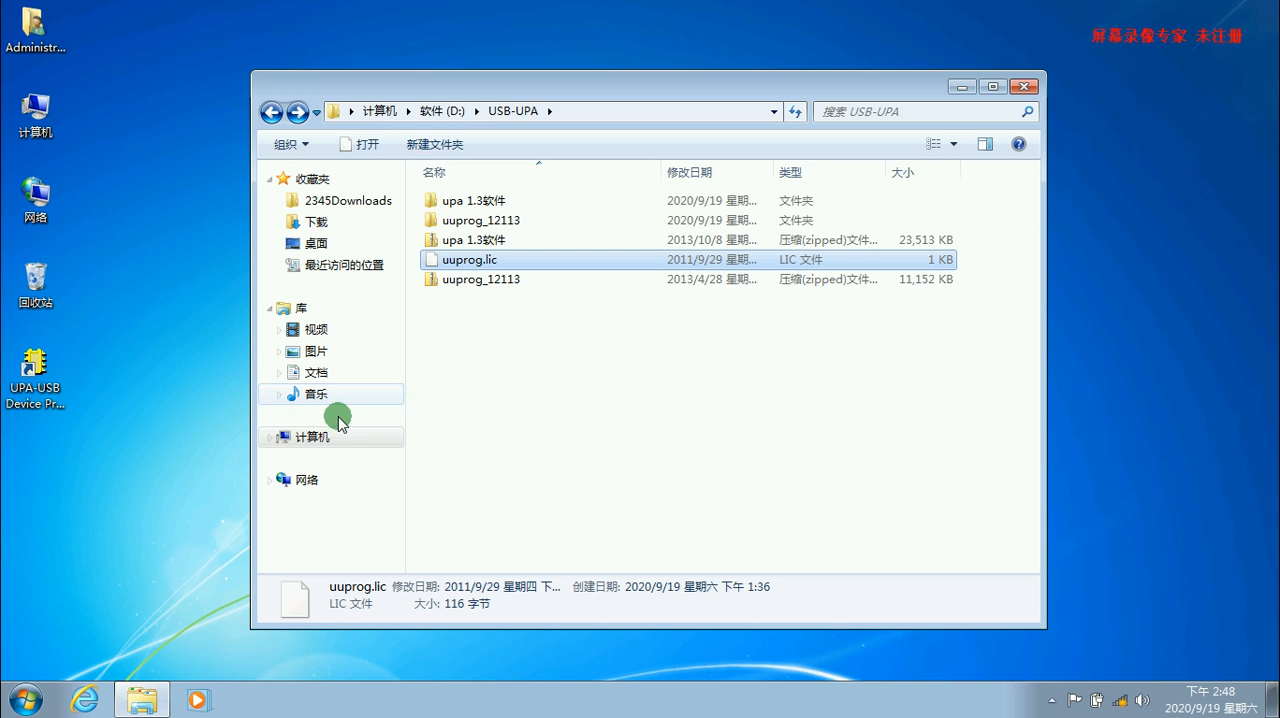 Administr...
屏幕录像专家 未注册
计算机
网络
回收站
UPA-USB
Device Pr...
计算机 软件 (D:) USB-UPA
搜索 USB-UPA
组织 打开 新建文件夹
名称 修改日期 类型 大小
收藏夹
2345Downloads
下载
桌面
最近访问的位置
库
视频
图片
文档
音乐
计算机
网络
upa 1.3软件 2020/9/19 星期... 文件夹
uuprog_12113 2020/9/19 星期... 文件夹
upa 1.3软件 2013/10/8 星期... 压缩(zipped)文件... 23,513 KB
uuprog.lic 2011/9/29 星期... LIC 文件 1 KB
uuprog_12113 2013/4/28 星期... 压缩(zipped)文件... 11,152 KB
uuprog.lic 修改日期: 2011/9/29 星期四 下... 创建日期: 2020/9/19 星期六 下午 1:36
LIC 文件 大小: 116 字节
下午 2:48
2020/9/19 星期六